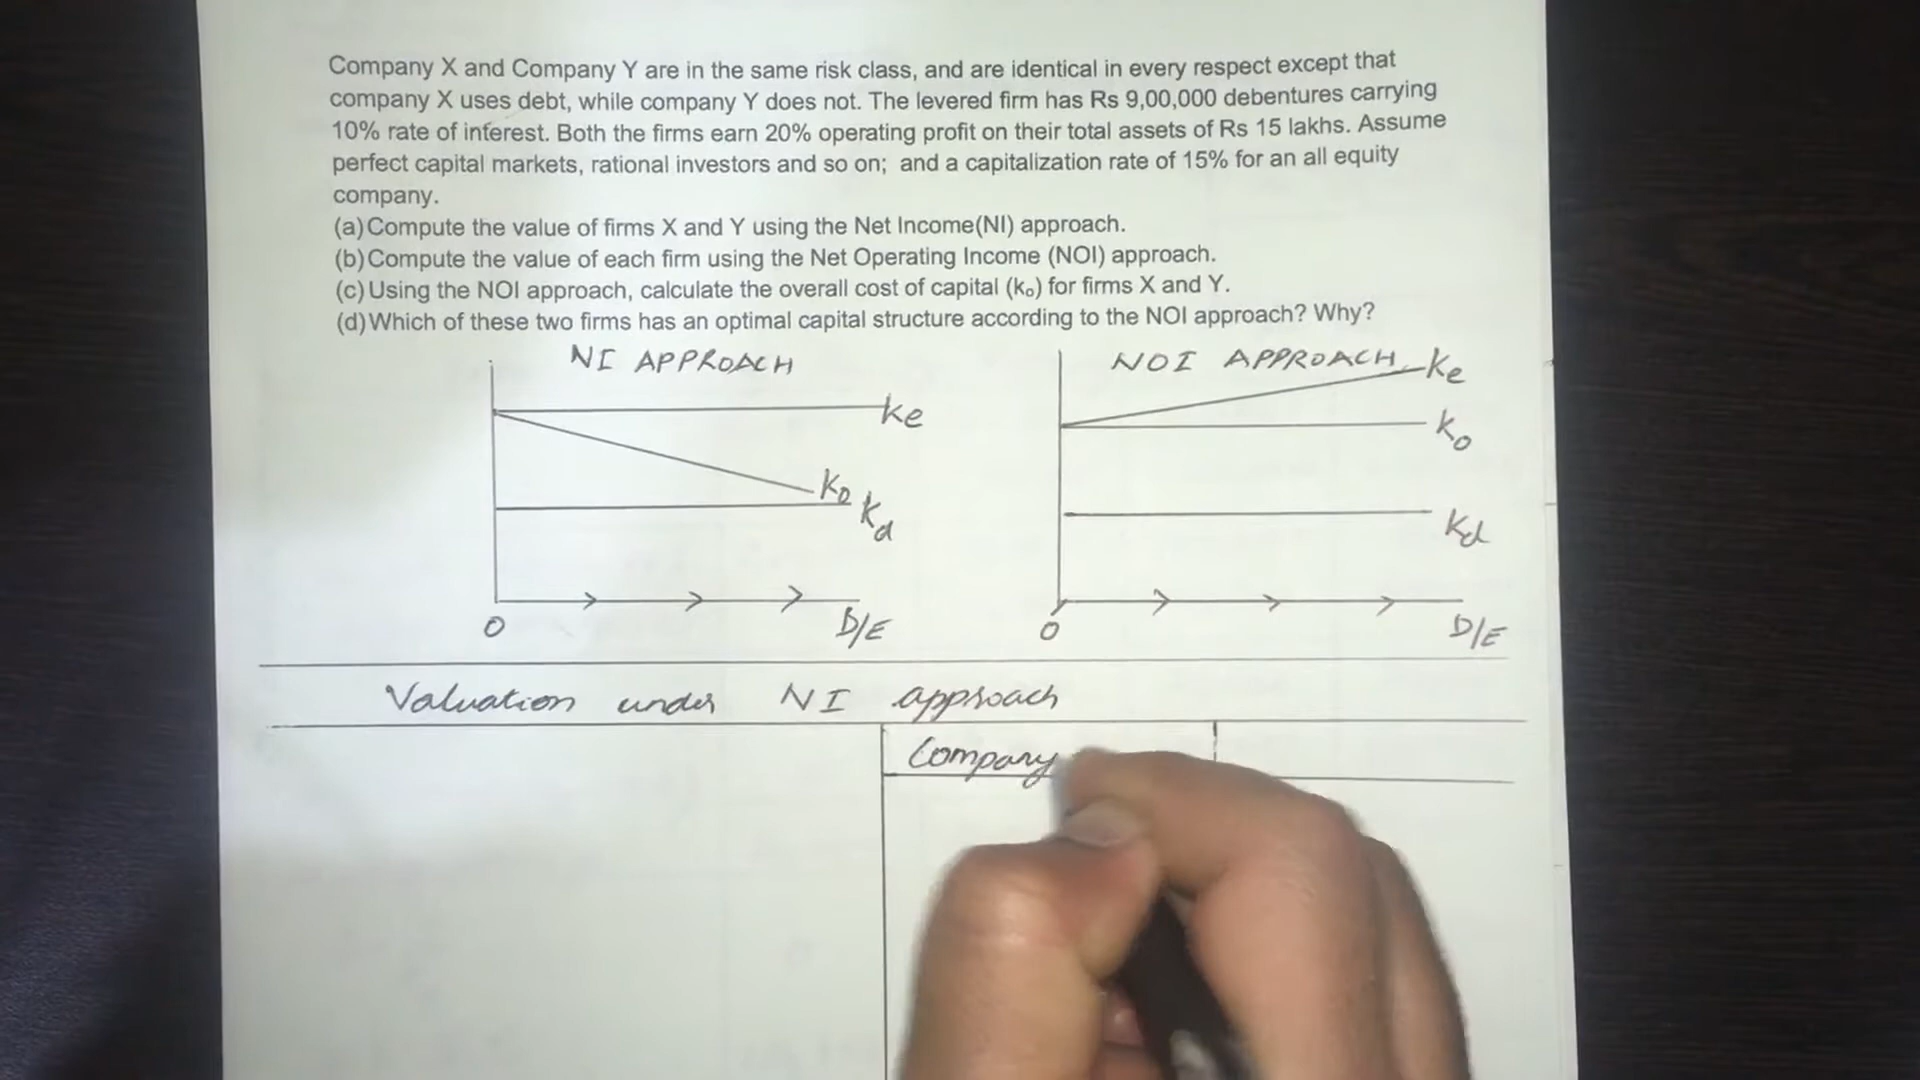 Company X and Company Y are in the same risk class, and are identical in every respect except that
company X uses debt, while company Y does not. The levered firm has Rs 9,00,000 debentures carrying
10% rate of interest. Both the firms earn 20% operating profit on their total assets of Rs 15 lakhs. Assume
perfect capital markets, rational investors and so on; and a capitalization rate of 15% for an all equity
company.
(a) Compute the value of firms X and Y using the Net Income(NI) approach.
(b) Compute the value of each firm using the Net Operating Income (NOI) approach.
(c) Using the NOI approach, calculate the overall cost of capital (kₒ) for firms X and Y.
(d) Which of these two firms has an optimal capital structure according to the NOI approach? Why?
NI APPROACH
ke
ko
kd
0
D/E
NOI APPROACH
ke
ko
kd
0
D/E
Valuation under NI approach
Company